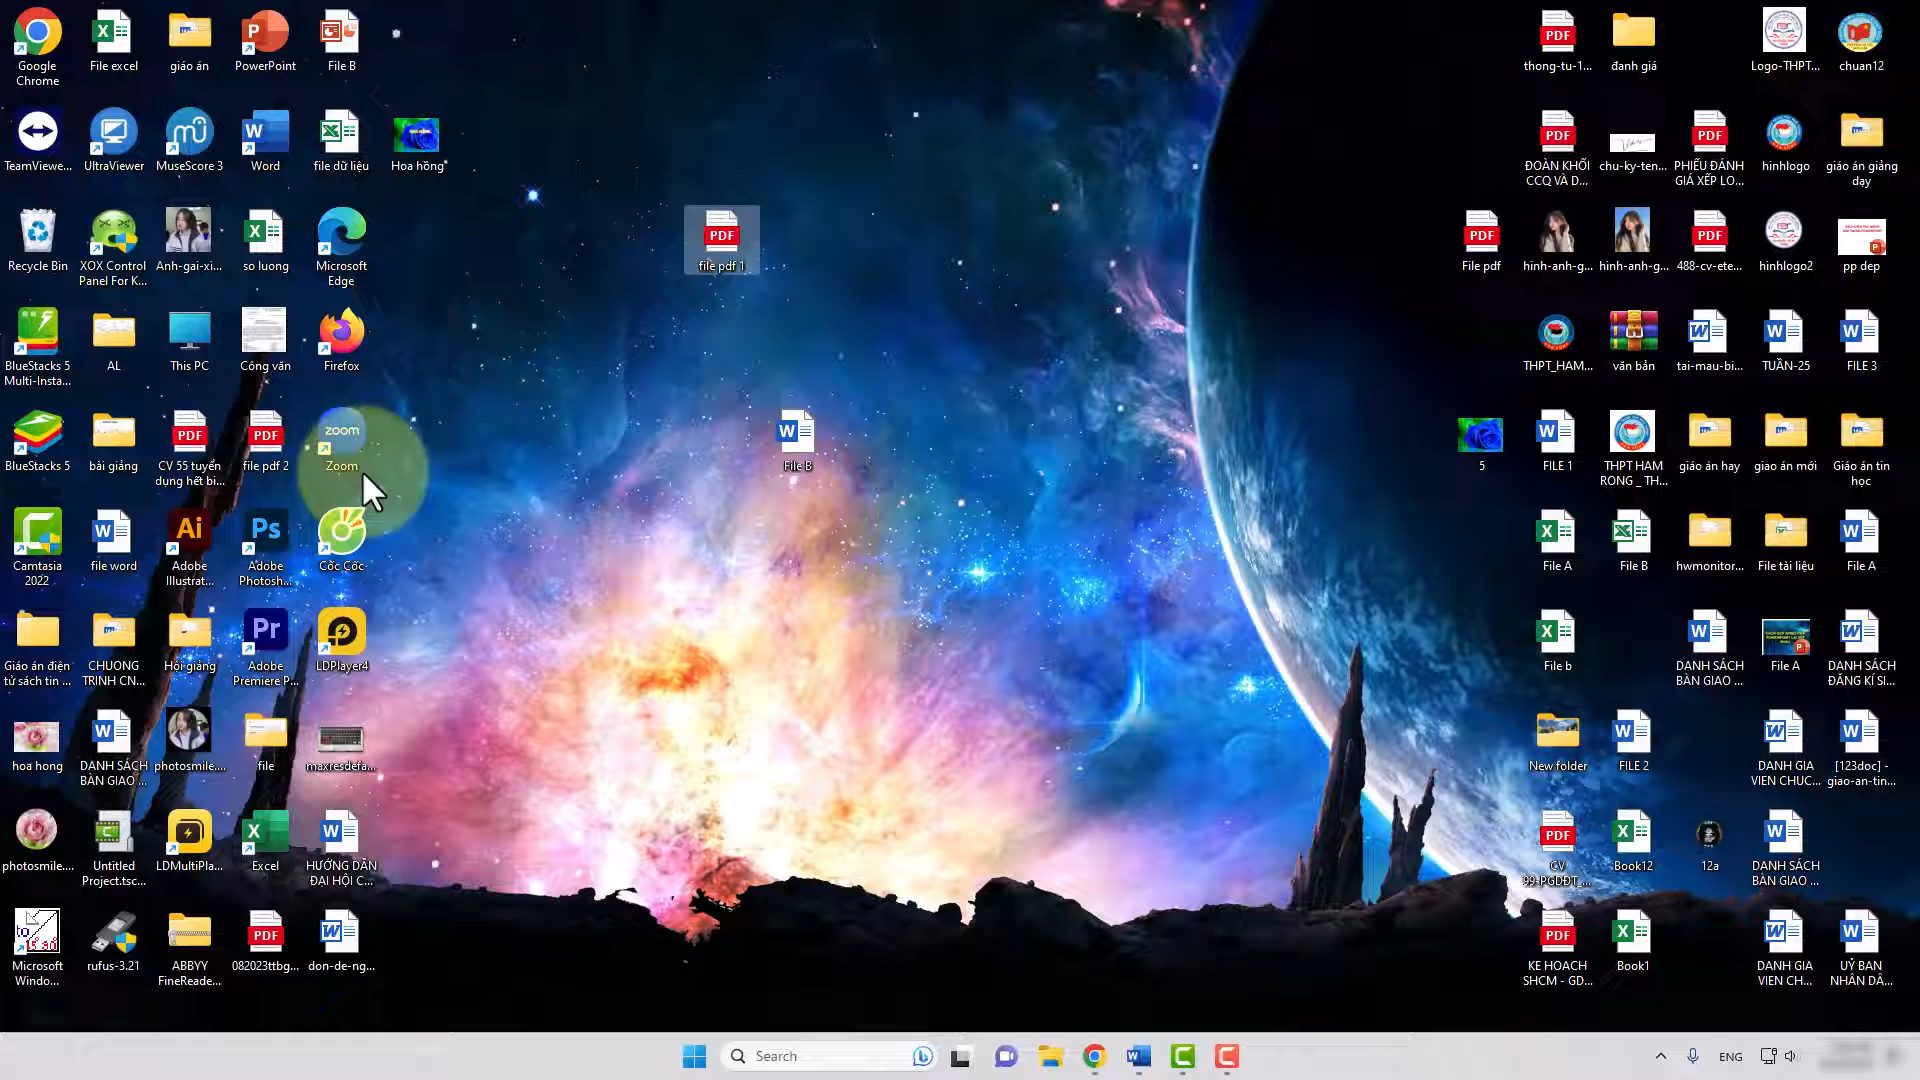 Google
Chrome
File excel
giáo án
PowerPoint
File B
thong-tu-1...
đanh giá
Logo-THPT...
chuan12
TeamViewe...
UltraViewer
MuseScore 3
Word
file dữ liệu
Hoa hồng*
ĐOÀN KHỐI
CCQ VÀ D...
chu-ky-ten...
PHIẾU ĐÁNH
GIÁ XẾP LO...
hinhlogo
giáo án giảng
dạy
Recycle Bin
XOX Control
Panel For K...
Anh-gai-xi...
so luong
Microsoft
Edge
PDF
file pdf 1
File pdf
hinh-anh-g...
hinh-anh-g...
488-cv-ete...
hinhlogo2
pp dep
BlueStacks 5
Multi-Insta...
AL
This PC
Công văn
Firefox
THPT_HAM...
văn bản
tai-mau-bi...
TUẦN-25
FILE 3
BlueStacks 5
bài giảng
CV 55 tuyển
dụng hết bi...
file pdf 2
zoom
Zoom
File B
5
FILE 1
THPT HAM
RONG _ TH...
giáo án hay
giao án mới
Giáo án tin
học
Camtasia
2022
file word
Adobe
Illustrat...
Adobe
Photosh...
Cốc Cốc
File A
File B
hwmonitor...
File tài liệu
File A
Giáo án điện
tử sách tin ...
CHUONG
TRINH CN...
Hội giảng
Adobe
Premiere P...
LDPlayer4
File b
DANH SÁCH
BÀN GIAO ...
File A
DANH SÁCH
ĐĂNG KÍ SI...
hoa hong
DANH SÁCH
BÀN GIAO ...
photosmile....
file
maxresdefa...
New folder
FILE 2
DANH GIA
VIEN CHUC...
[123doc] -
giao-an-tin...
photosmile....
Untitled
Project.tsc...
LDMultiPla...
Excel
HƯỚNG DẪN
ĐẠI HỘI C...
CV
99-PGDĐT_...
Book12
12a
DANH SÁCH
BÀN GIAO ...
Microsoft
Windo...
rufus-3.21
ABBYY
FineReade...
082023ttbg...
don-de-ng...
KE HOACH
SHCM - GD...
Book1
DANH GIA
VIEN CH...
UỶ BAN
NHÂN DÂ...
Search
ENG